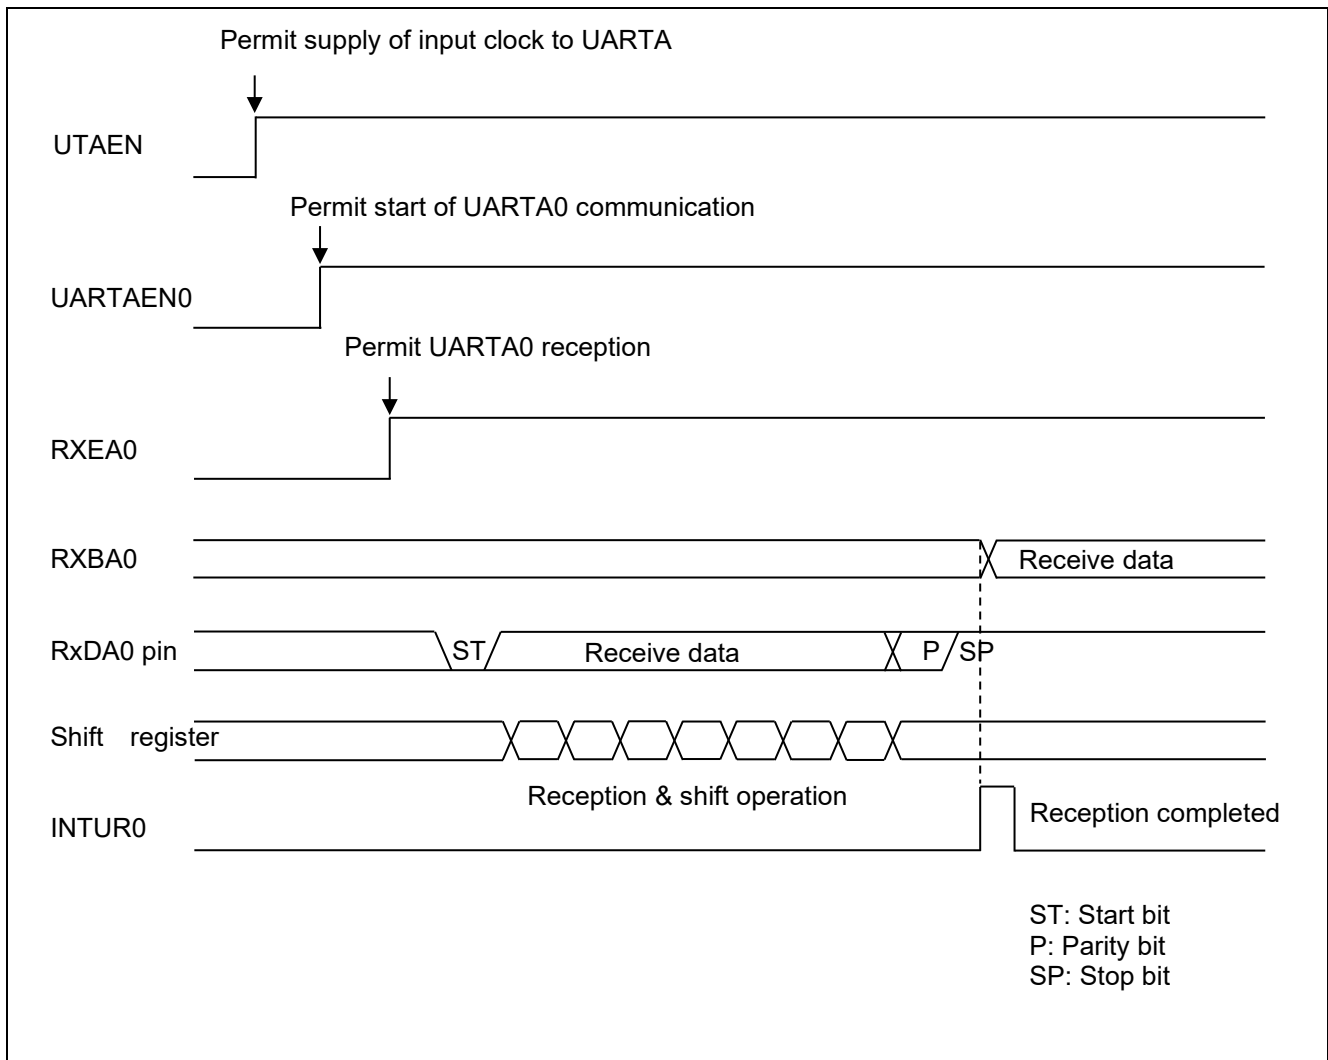 Permit supply of input clock to UARTA
UTAEN
Permit start of UARTA0 communication
UARTAEN0
Permit UARTA0 reception
RXEA0
RXBA0
Receive data
RxDA0 pin
ST
Receive data
P
SP
Shift register
Reception & shift operation
Reception completed
INTUR0
ST: Start bit
P: Parity bit
SP: Stop bit